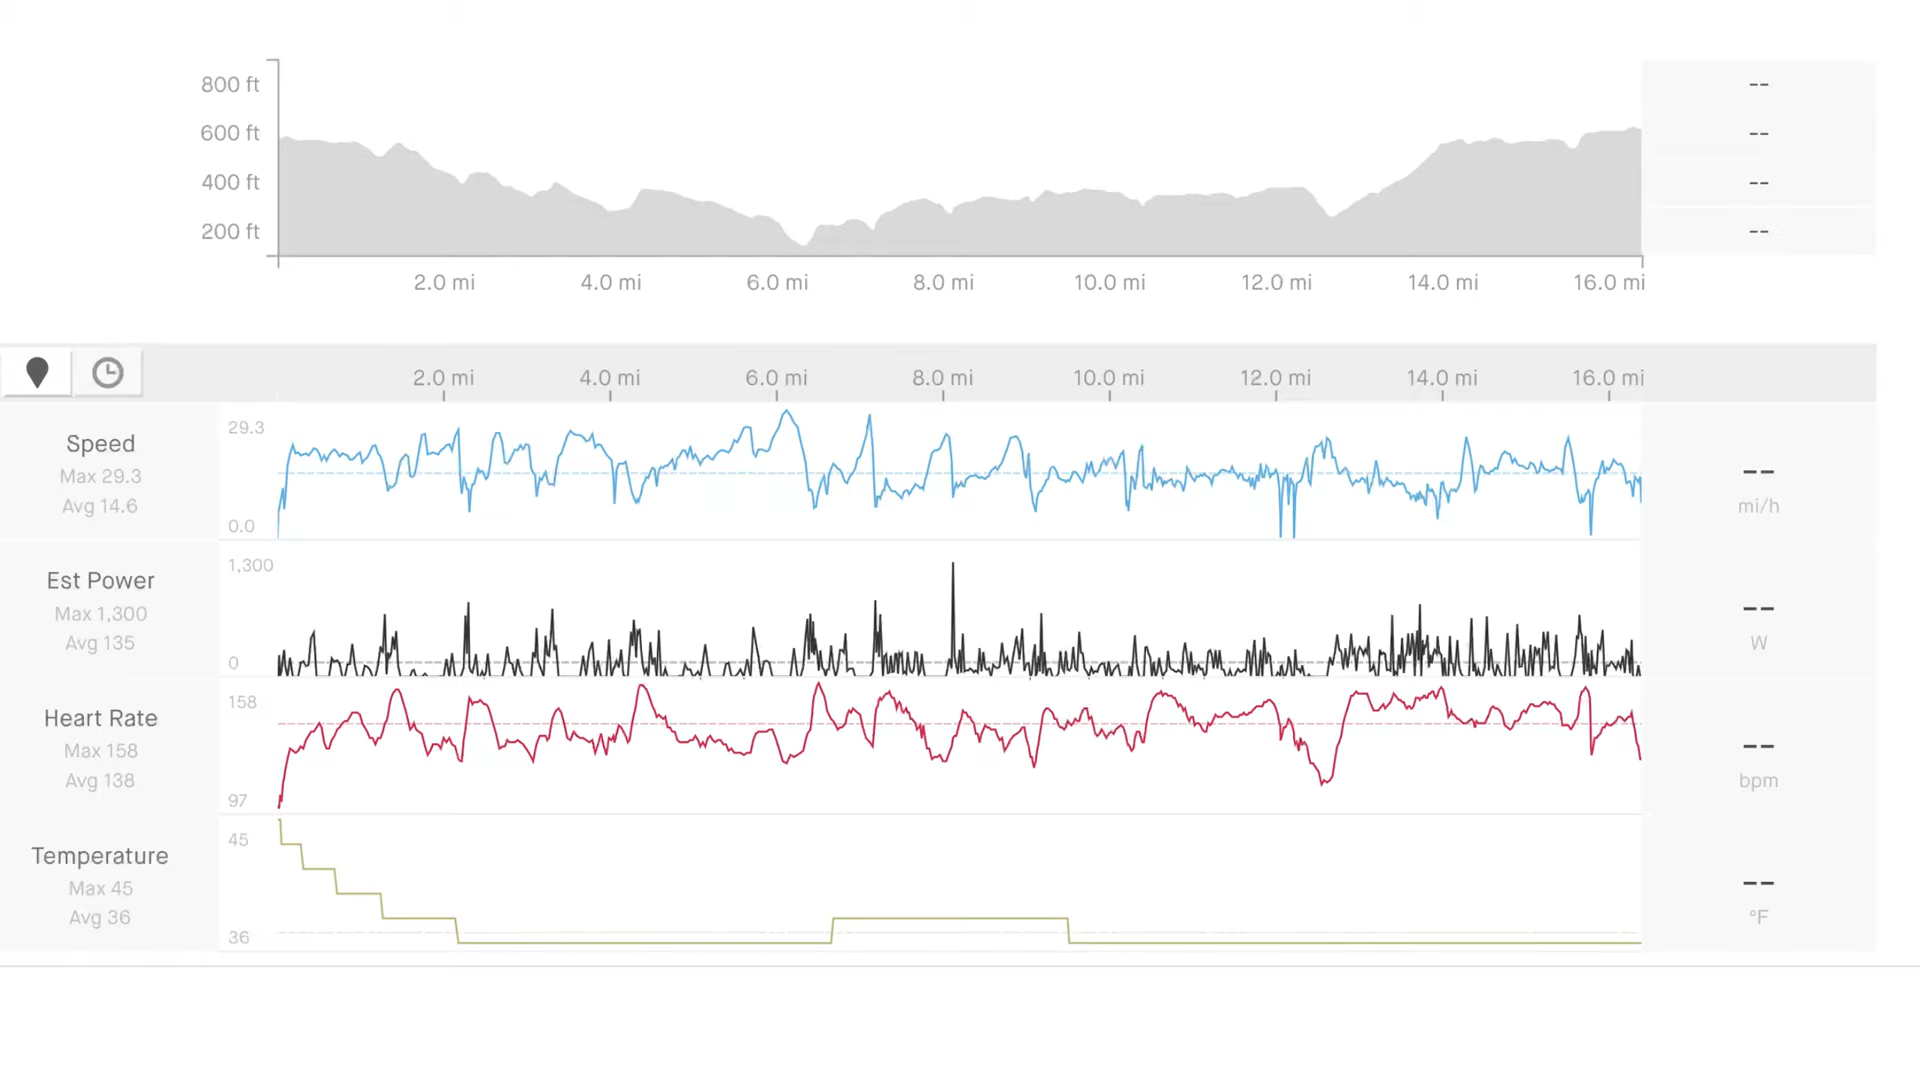 800 ft
600 ft
400 ft
200 ft
--
--
--
--
2.0 mi 4.0 mi 6.0 mi 8.0 mi 10.0 mi 12.0 mi 14.0 mi 16.0 mi
2.0 mi 4.0 mi 6.0 mi 8.0 mi 10.0 mi 12.0 mi 14.0 mi 16.0 mi
Speed
Max 29.3
Avg 14.6
29.3
0.0
--
mi/h
Est Power
Max 1,300
Avg 135
1,300
0
--
W
Heart Rate
Max 158
Avg 138
158
97
--
bpm
Temperature
Max 45
Avg 36
45
36
--
°F